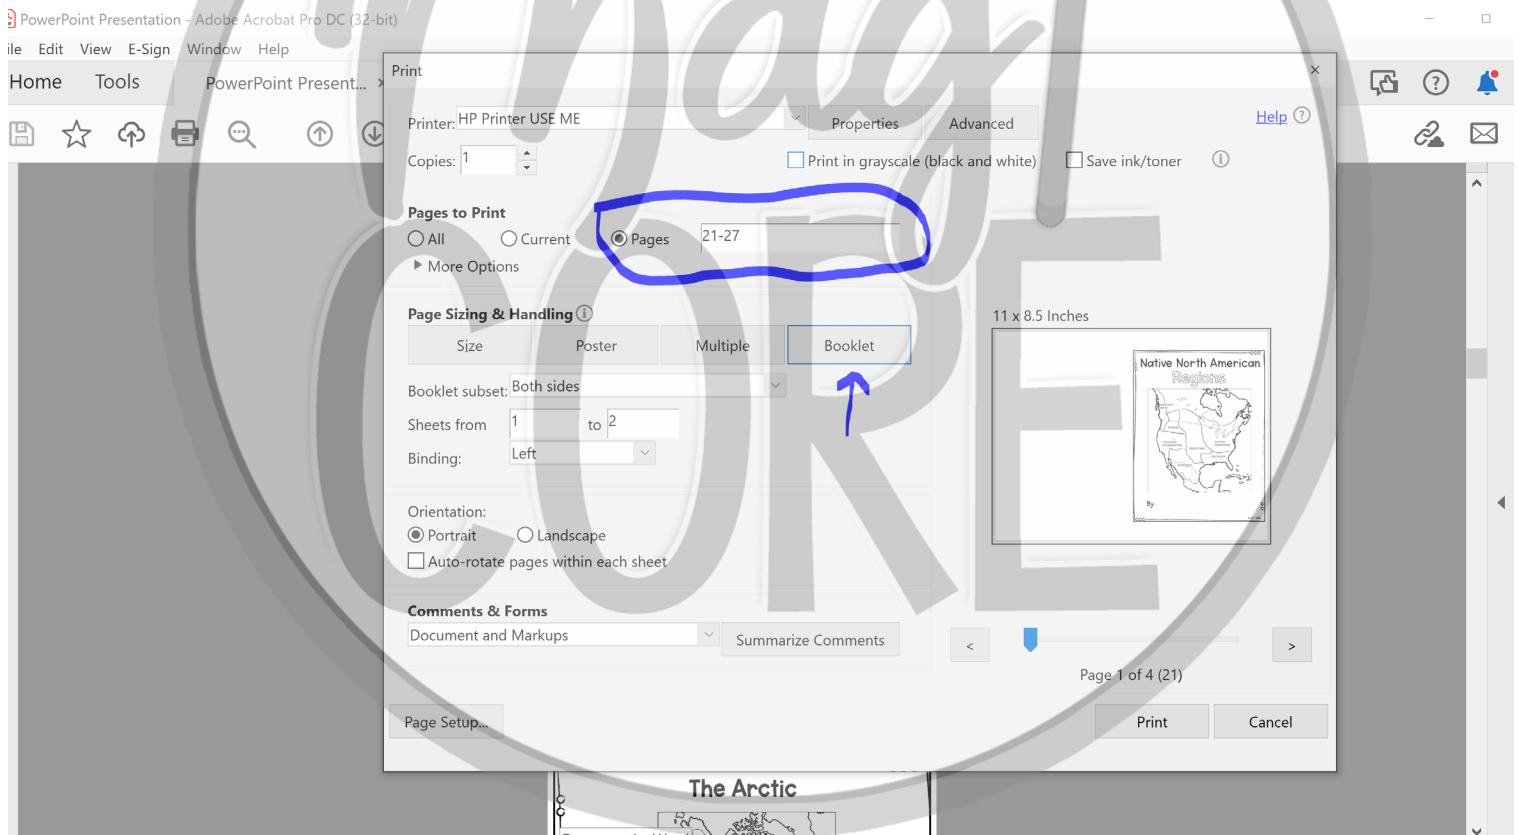 PowerPoint Presentation - Adobe Acrobat Pro DC (32-bit)
ile Edit View E-Sign Window Help
Home Tools PowerPoint Present... ×
Print
Printer: HP Printer USE ME Properties Advanced Help
Copies: 1 Print in grayscale (black and white) Save ink/toner
Pages to Print
All Current Pages 21-27
More Options
Page Sizing & Handling
Size Poster Multiple Booklet
Booklet subset: Both sides
Sheets from 1 to 2
Binding: Left
Orientation:
Portrait Landscape
Auto-rotate pages within each sheet
Comments & Forms
Document and Markups Summarize Comments
11 x 8.5 Inches
Native North American
Regions
By:
< >
Page 1 of 4 (21)
Page Setup... Print Cancel
The Arctic
CORE